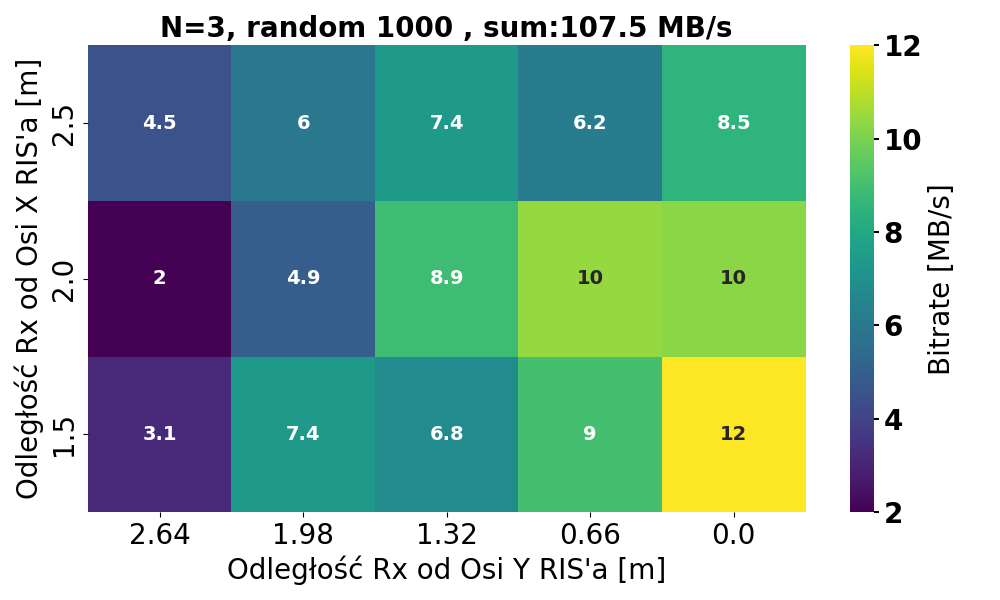 N=3, random 1000 , sum:107.5 MB/s
Odległość Rx od Osi X RIS'a [m]
2.5
4.5 6 7.4 6.2 8.5
2.0
2 4.9 8.9 10 10
1.5
3.1 7.4 6.8 9 12
2.64 1.98 1.32 0.66 0.0
Odległość Rx od Osi Y RIS'a [m]
12
10
8
6
4
2
Bitrate [MB/s]